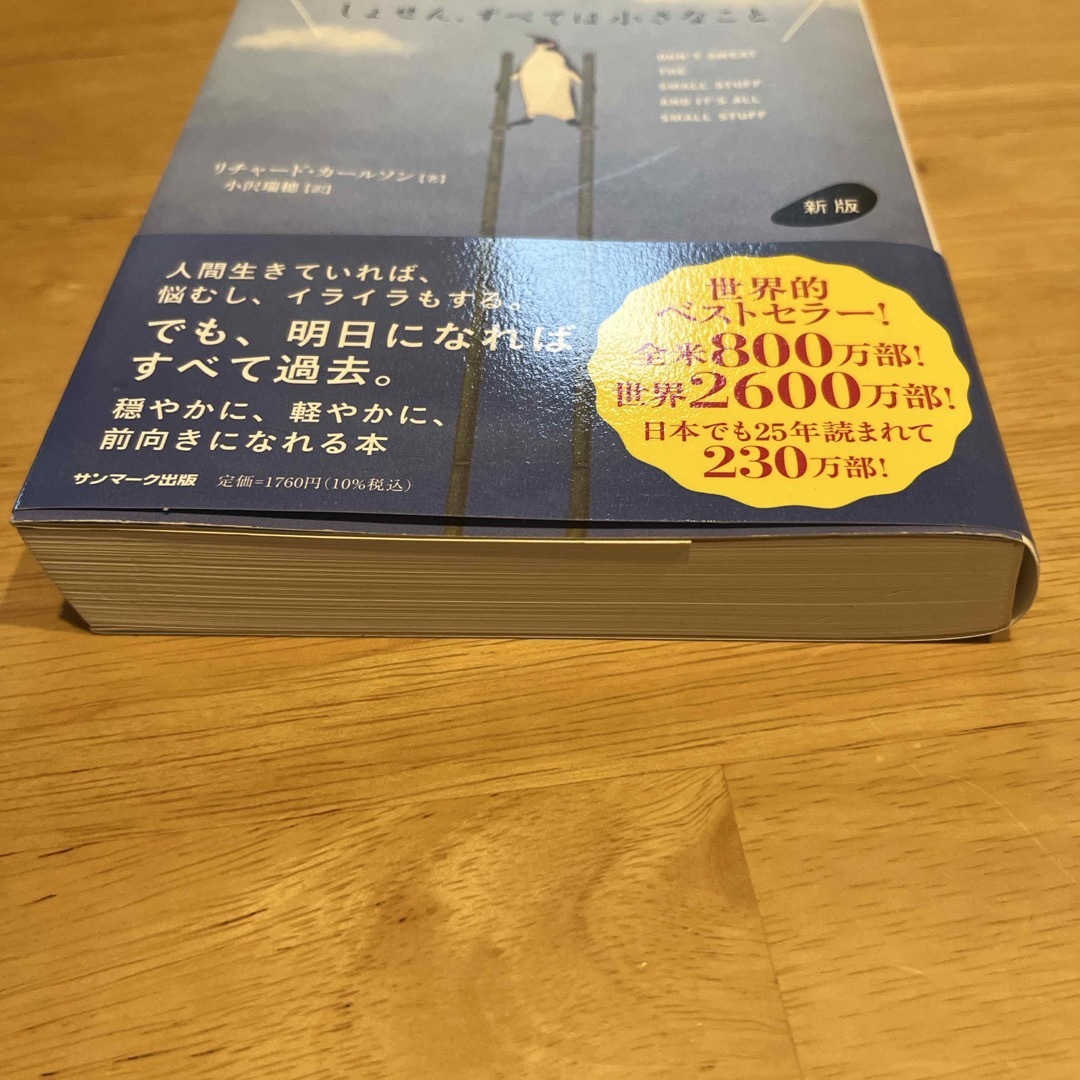 しょせん、すべては小さなこと
DON'T SWEAT
THE
SMALL STUFF
AND IT'S ALL
SMALL STUFF
リチャード・カールソン[著]
小沢瑞穂[訳]
新版
人間生きていれば、
悩むし、イライラもする。
でも、明日になれば
すべて過去。
穏やかに、軽やかに、
前向きになれる本
サンマーク出版 定価=1760円(10%税込)
世界的
ベストセラー!
全米800万部!
世界2600万部!
日本でも25年読まれて
230万部!